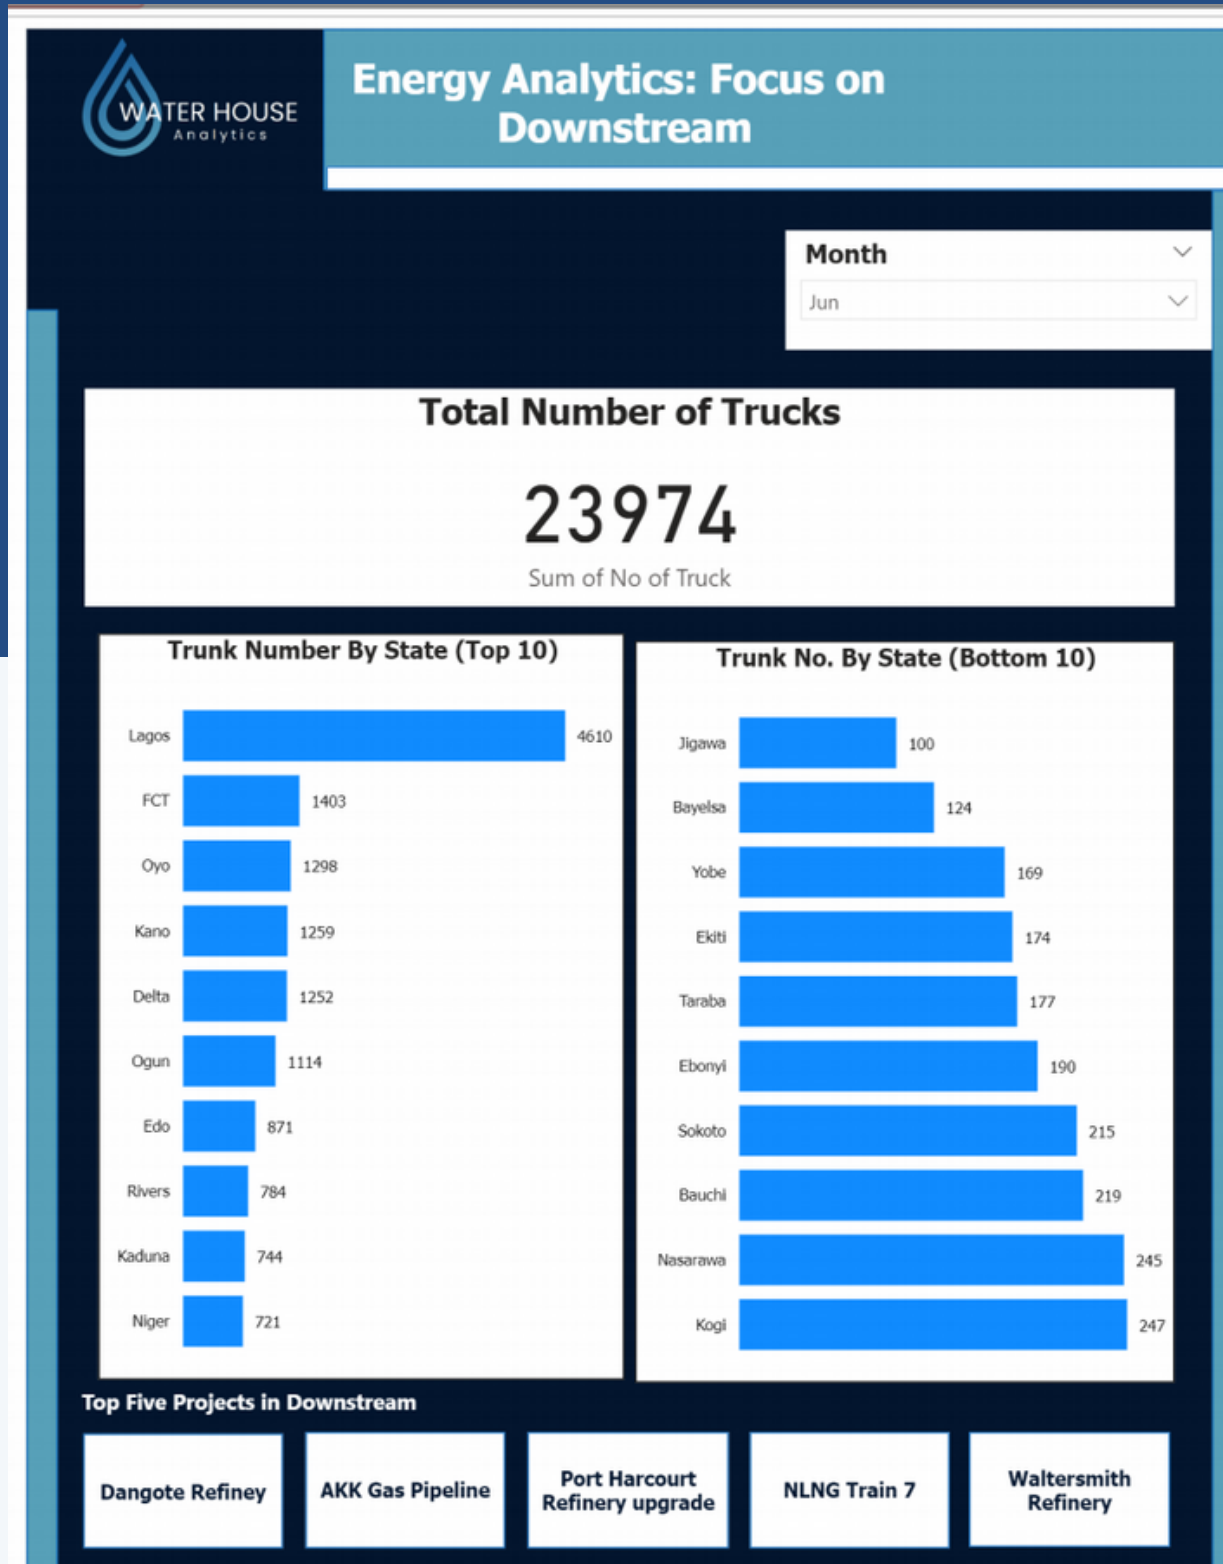 WATER HOUSE
Analytics
Energy Analytics: Focus on
Downstream
Month
Jun
Total Number of Trucks
23974
Sum of No of Truck
Trunk Number By State (Top 10)
Lagos 4610
FCT 1403
Oyo 1298
Kano 1259
Delta 1252
Ogun 1114
Edo 871
Rivers 784
Kaduna 744
Niger 721
Trunk No. By State (Bottom 10)
Jigawa 100
Bayelsa 124
Yobe 169
Ekiti 174
Taraba 177
Ebonyi 190
Sokoto 215
Bauchi 219
Nasarawa 245
Kogi 247
Top Five Projects in Downstream
Dangote Refiney
AKK Gas Pipeline
Port Harcourt
Refinery upgrade
NLNG Train 7
Waltersmith
Refinery